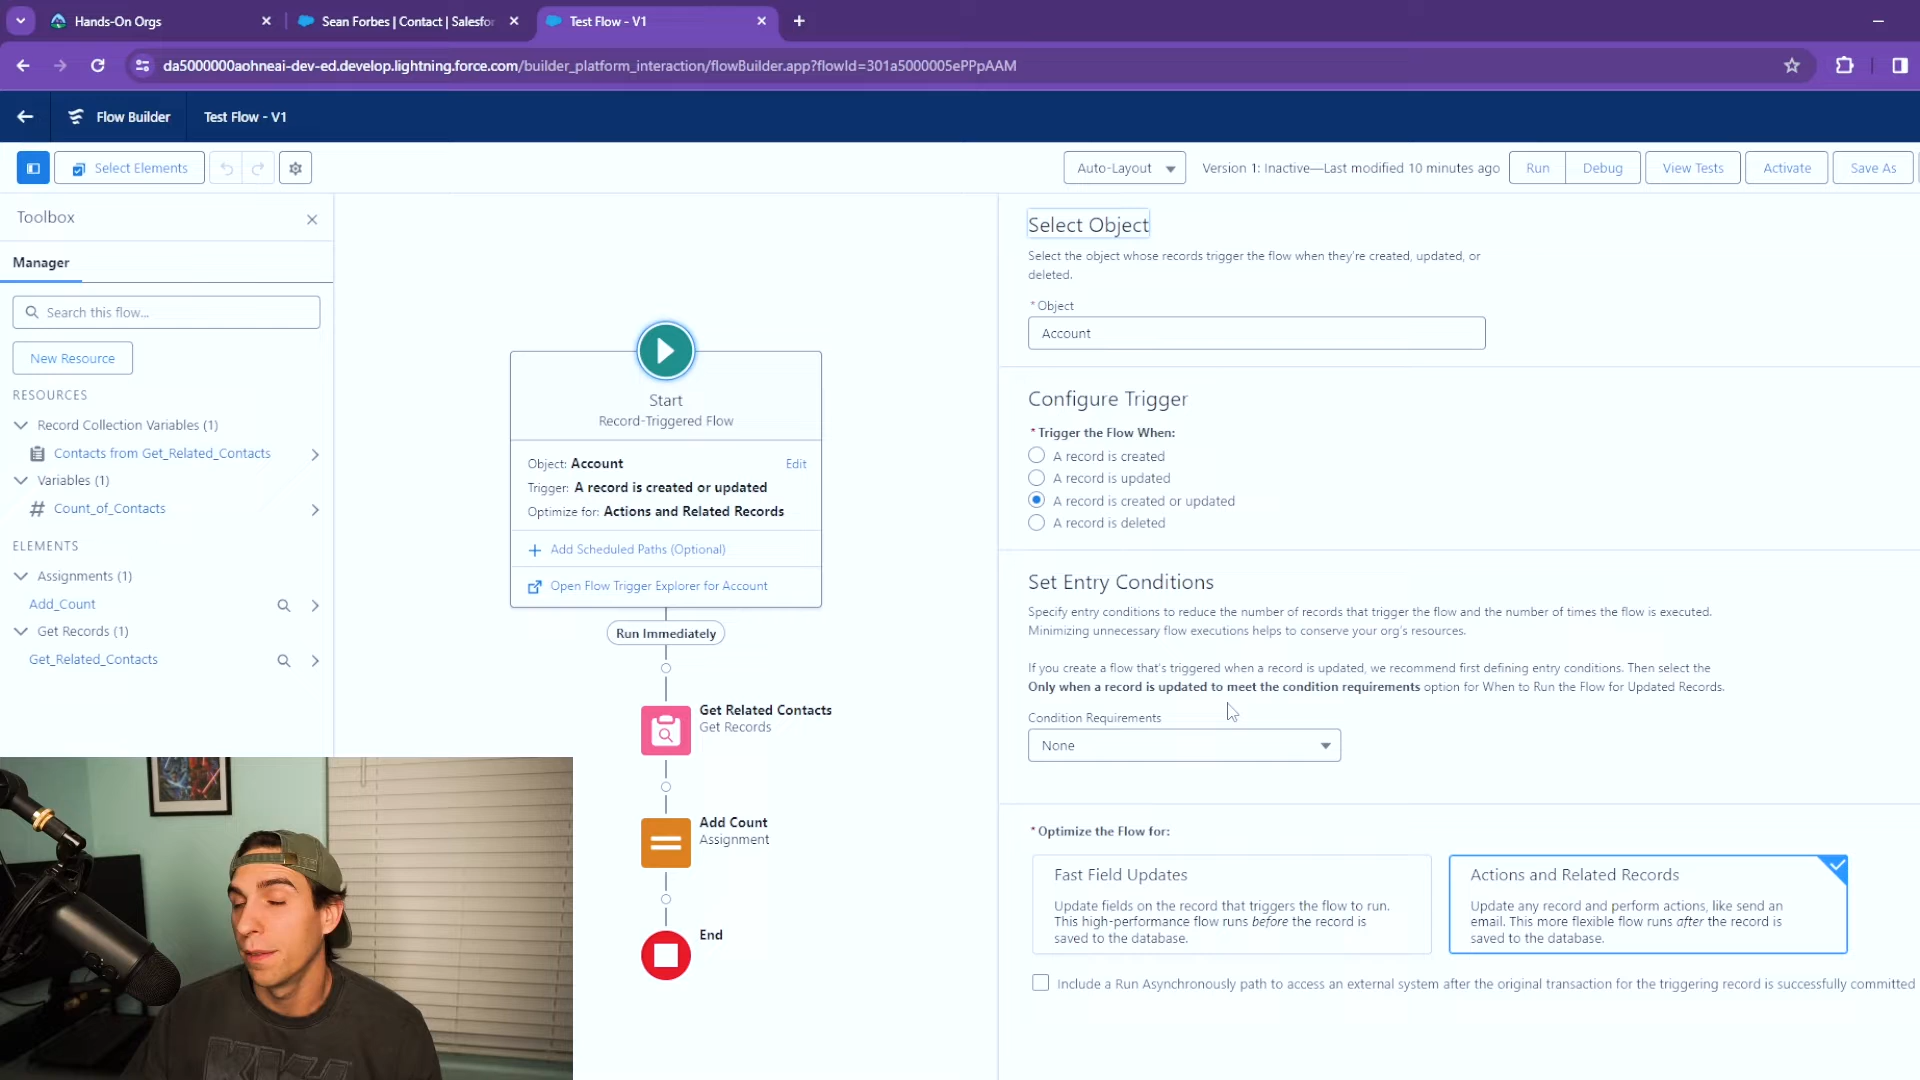 Hands-On Orgs
Sean Forbes | Contact | Salesfor
Test Flow - V1
da5000000aohneai-dev-ed.develop.lightning.force.com/builder_platform_interaction/flowBuilder.app?flowId=301a5000005ePPpAAM
Flow Builder
Test Flow - V1
Select Elements
Auto-Layout
Version 1: Inactive—Last modified 10 minutes ago
Run
Debug
View Tests
Activate
Save As
Toolbox
Manager
Search this flow...
New Resource
RESOURCES
Record Collection Variables (1)
Contacts from Get_Related_Contacts
Variables (1)
Count_of_Contacts
ELEMENTS
Assignments (1)
Add_Count
Get Records (1)
Get_Related_Contacts
Start
Record-Triggered Flow
Object: Account
Edit
Trigger: A record is created or updated
Optimize for: Actions and Related Records
Add Scheduled Paths (Optional)
Open Flow Trigger Explorer for Account
Run Immediately
Get Related Contacts
Get Records
Add Count
Assignment
End
Select Object
Select the object whose records trigger the flow when they're created, updated, or
deleted.
* Object
Account
Configure Trigger
* Trigger the Flow When:
A record is created
A record is updated
A record is created or updated
A record is deleted
Set Entry Conditions
Specify entry conditions to reduce the number of records that trigger the flow and the number of times the flow is executed.
Minimizing unnecessary flow executions helps to conserve your org's resources.
If you create a flow that's triggered when a record is updated, we recommend first defining entry conditions. Then select the
Only when a record is updated to meet the condition requirements option for When to Run the Flow for Updated Records.
Condition Requirements
None
* Optimize the Flow for:
Fast Field Updates
Update fields on the record that triggers the flow to run.
This high-performance flow runs before the record is
saved to the database.
Actions and Related Records
Update any record and perform actions, like send an
email. This more flexible flow runs after the record is
saved to the database.
Include a Run Asynchronously path to access an external system after the original transaction for the triggering record is successfully committed